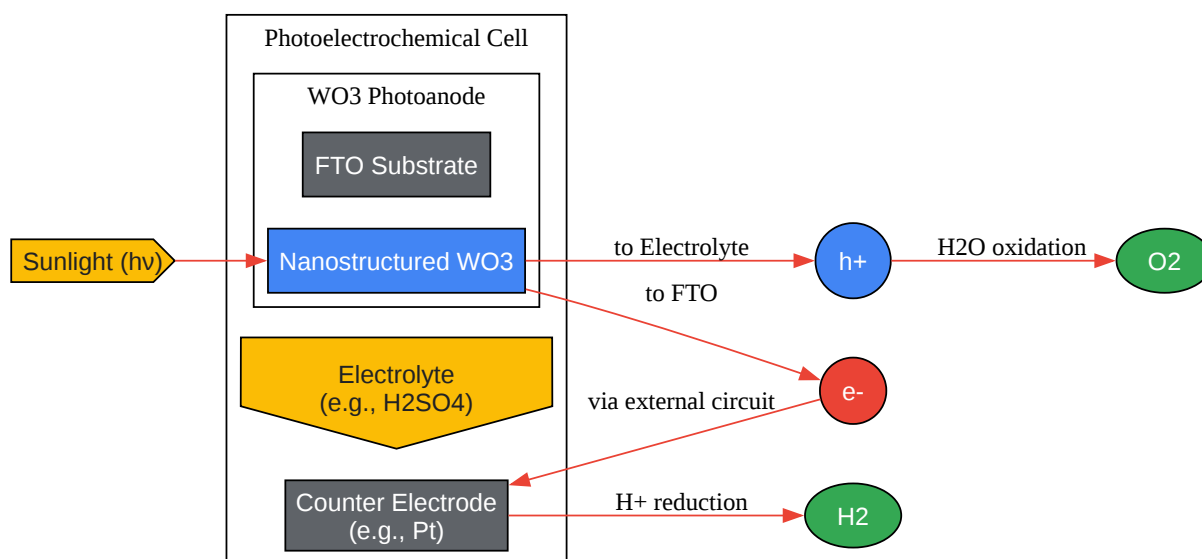 Photoelectrochemical Cell
WO3 Photoanode
FTO Substrate
Sunlight (hν)
Nanostructured WO3
to Electrolyte
h+
H2O oxidation
O2
to FTO
Electrolyte
(e.g., H2SO4)
e-
via external circuit
Counter Electrode
(e.g., Pt)
H+ reduction
H2